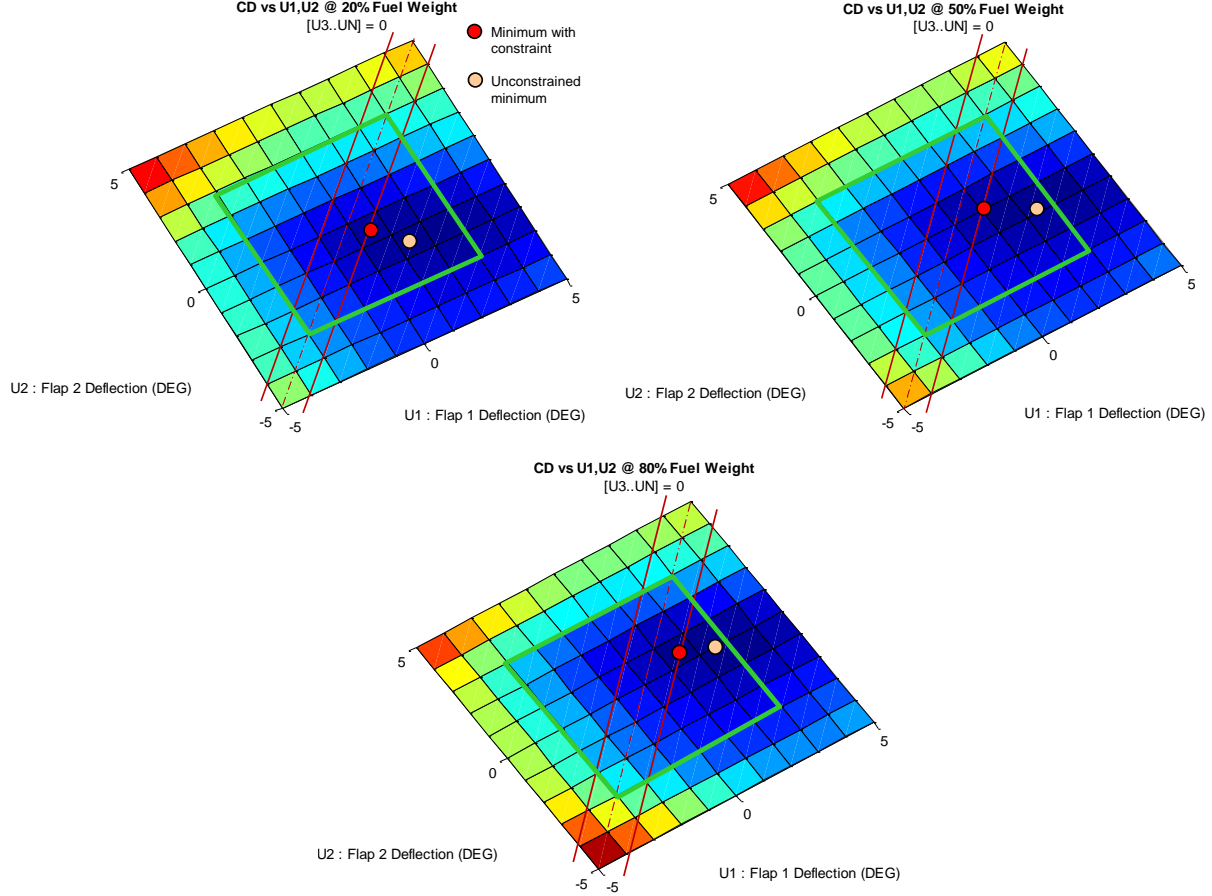 CD vs U1,U2 @ 20% Fuel Weight
[U3..UN] = 0
Minimum with
constraint
Unconstrained
minimum
5
0
5
0
U2 : Flap 2 Deflection (DEG)
U1 : Flap 1 Deflection (DEG)
-5
-5
CD vs U1,U2 @ 50% Fuel Weight
[U3..UN] = 0
5
5
0
0
U2 : Flap 2 Deflection (DEG)
U1 : Flap 1 Deflection (DEG)
-5
-5
CD vs U1,U2 @ 80% Fuel Weight
[U3..UN] = 0
5
5
0
0
U2 : Flap 2 Deflection (DEG)
U1 : Flap 1 Deflection (DEG)
-5
-5